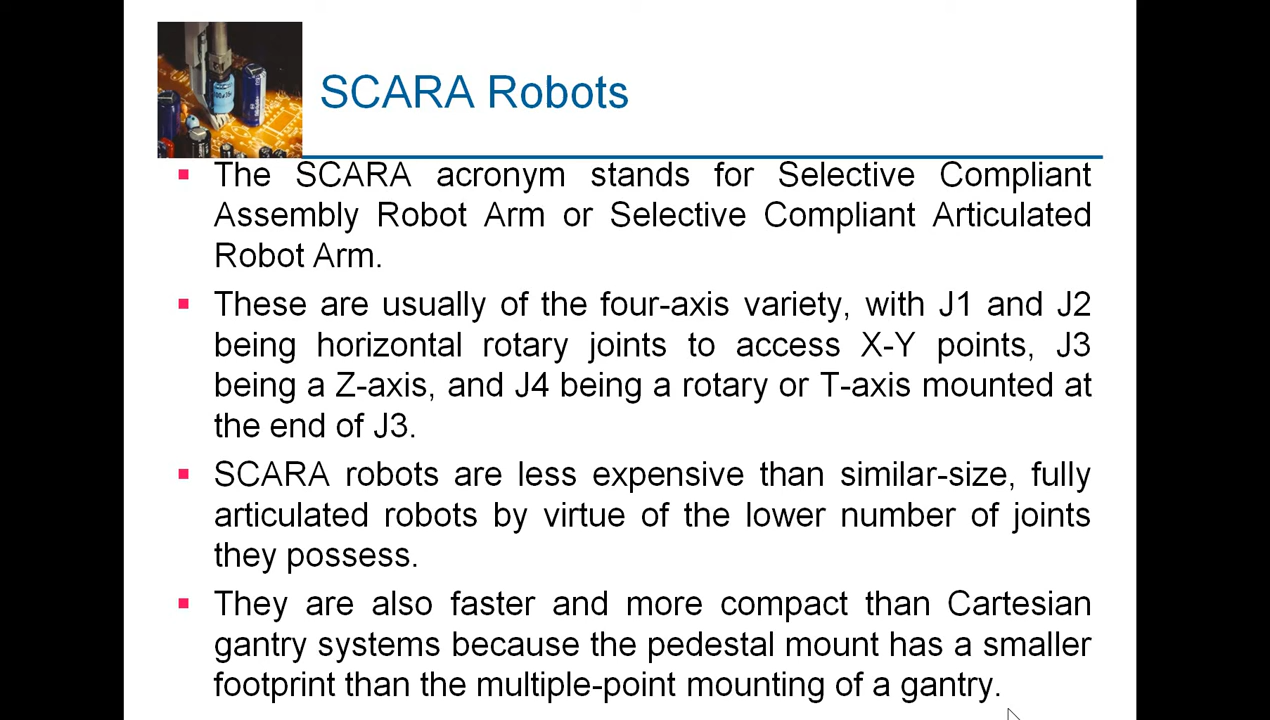 SCARA Robots
The SCARA acronym stands for Selective Compliant
Assembly Robot Arm or Selective Compliant Articulated
Robot Arm.
These are usually of the four-axis variety, with J1 and J2
being horizontal rotary joints to access X-Y points, J3
being a Z-axis, and J4 being a rotary or T-axis mounted at
the end of J3.
SCARA robots are less expensive than similar-size, fully
articulated robots by virtue of the lower number of joints
they possess.
They are also faster and more compact than Cartesian
gantry systems because the pedestal mount has a smaller
footprint than the multiple-point mounting of a gantry.